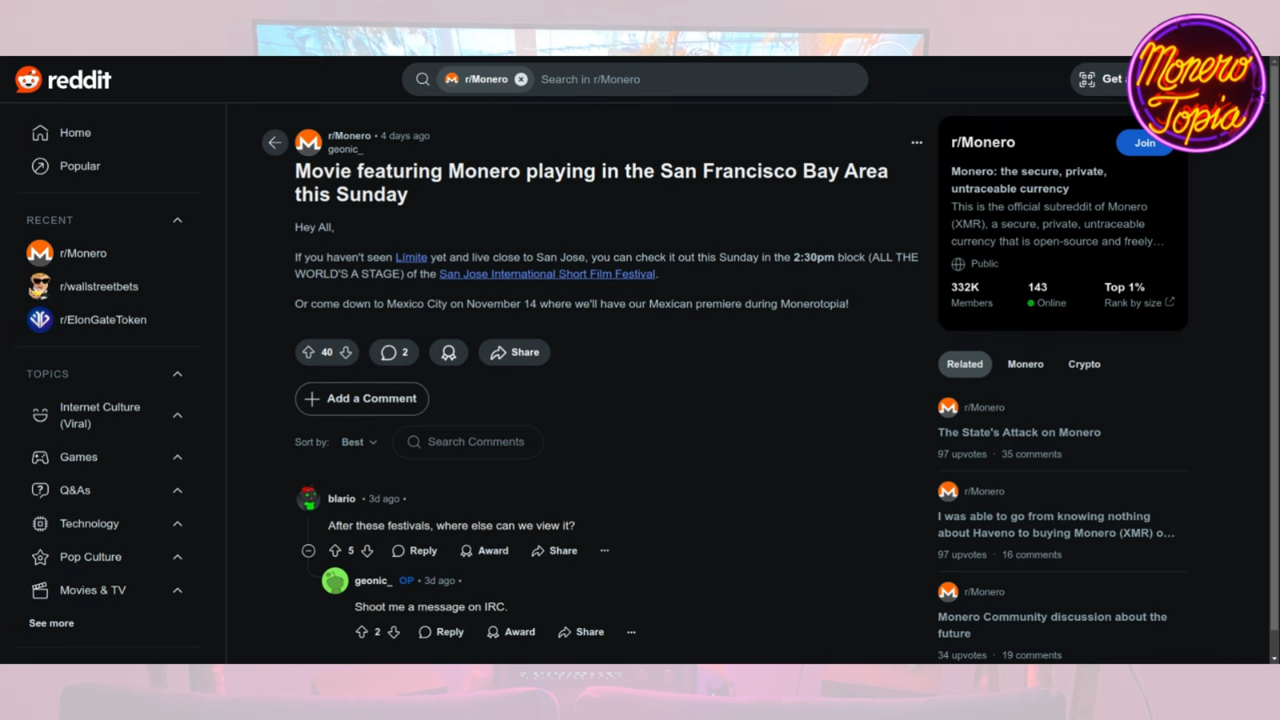 reddit
r/Monero
Search in r/Monero
Get
Monero
Topia
Home
Popular
RECENT
r/Monero
r/wallstreetbets
r/ElonGateToken
TOPICS
Internet Culture
(Viral)
Games
Q&As
Technology
Pop Culture
Movies & TV
See more
r/Monero • 4 days ago
geonic_
Movie featuring Monero playing in the San Francisco Bay Area
this Sunday
Hey All,
If you haven't seen Límite yet and live close to San Jose, you can check it out this Sunday in the 2:30pm block (ALL THE
WORLD'S A STAGE) of the San Jose International Short Film Festival.
Or come down to Mexico City on November 14 where we'll have our Mexican premiere during Monerotopia!
40
2
Share
Add a Comment
Sort by: Best
Search Comments
blario • 3d ago •
After these festivals, where else can we view it?
5 Reply Award Share
geonic_ OP • 3d ago •
Shoot me a message on IRC.
2 Reply Award Share
r/Monero
Join
Monero: the secure, private,
untraceable currency
This is the official subreddit of Monero
(XMR), a secure, private, untraceable
currency that is open-source and freely…
Public
332K 143 Top 1%
Members Online Rank by size
Related Monero Crypto
r/Monero
The State's Attack on Monero
97 upvotes · 35 comments
r/Monero
I was able to go from knowing nothing
about Haveno to buying Monero (XMR) o…
97 upvotes · 16 comments
r/Monero
Monero Community discussion about the
future
34 upvotes · 19 comments